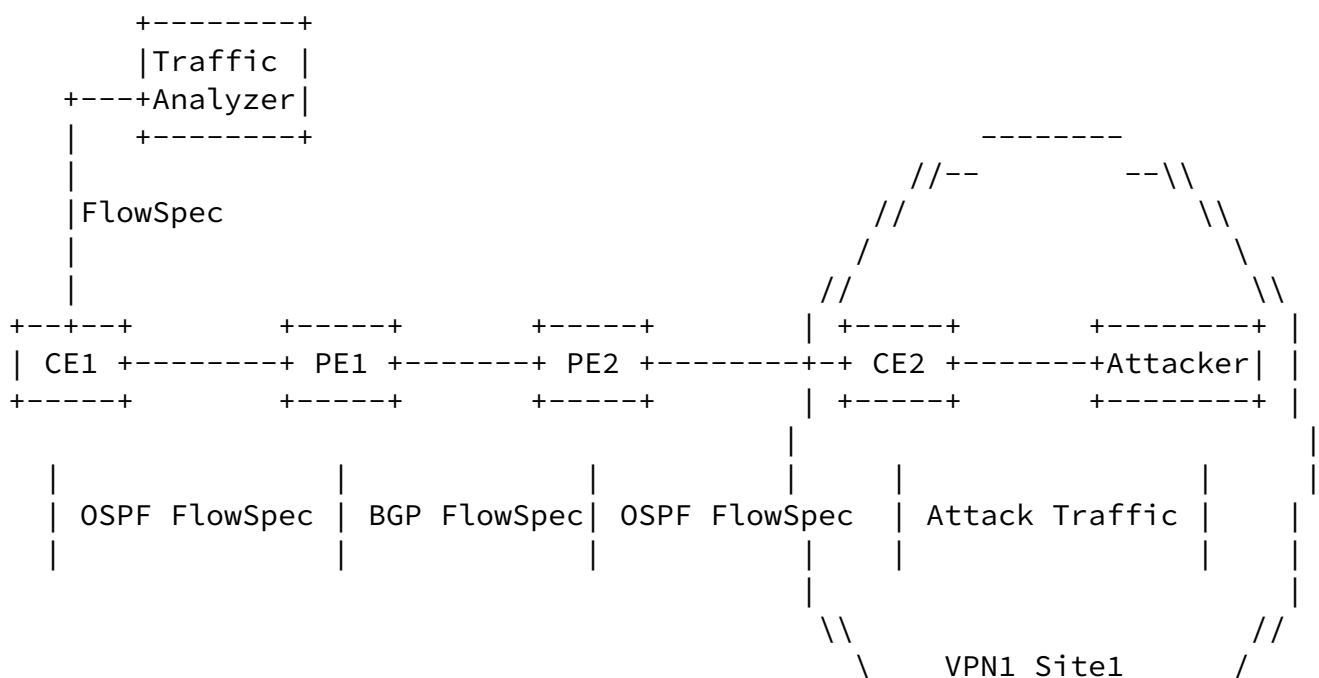 Traffic
Analyzer
FlowSpec
CE1 PE1 PE2 CE2 Attacker
OSPF FlowSpec BGP FlowSpec OSPF FlowSpec Attack Traffic
VPN1 Site1